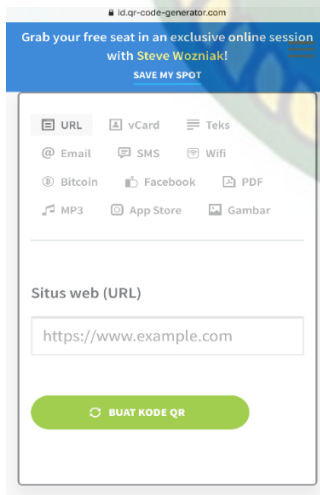 id.qr-code-generator.com
Grab your free seat in an exclusive online session
with Steve Wozniak!
SAVE MY SPOT
URL vCard Teks
@ Email SMS Wifi
Bitcoin Facebook PDF
MP3 App Store Gambar
Situs web (URL)
https://www.example.com
BUAT KODE QR